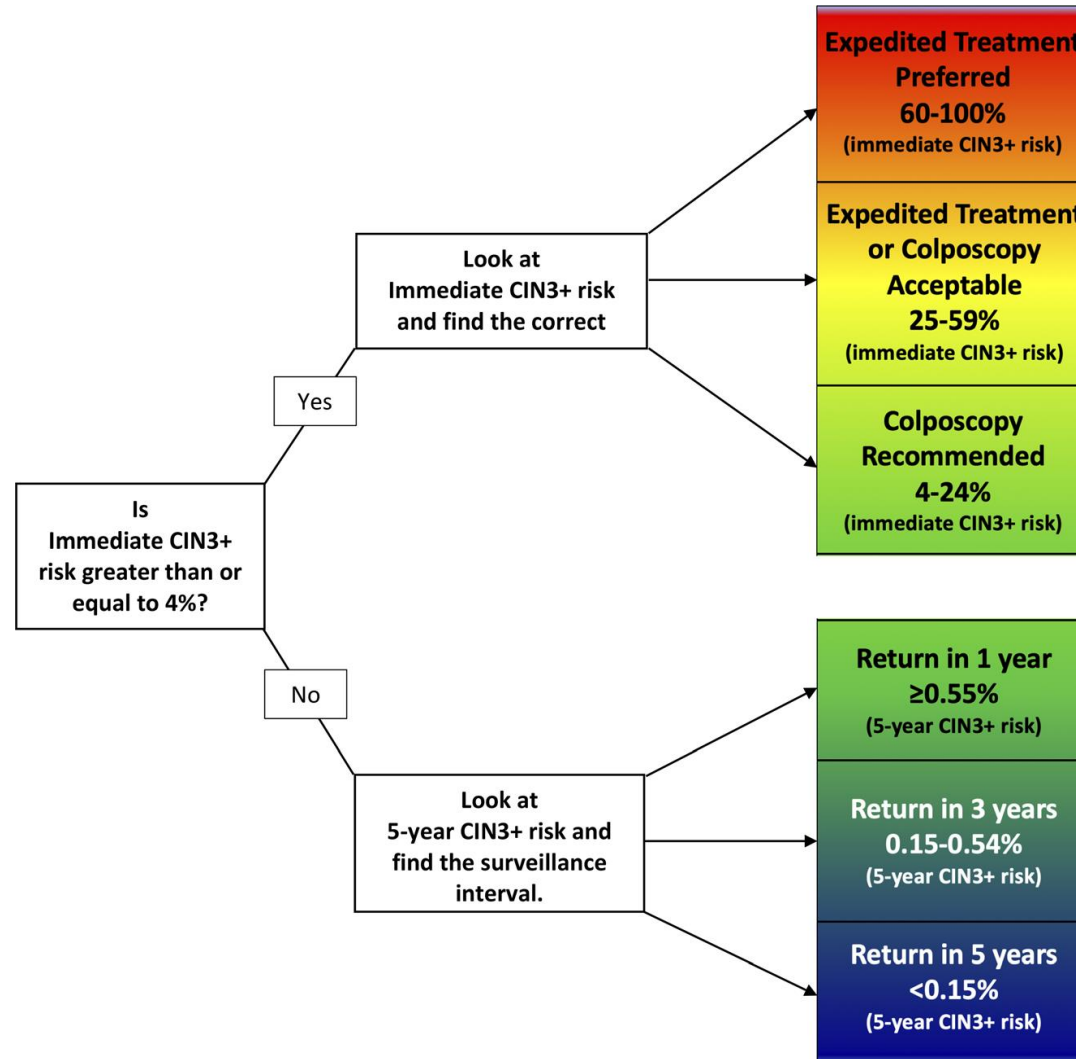 Is
Immediate CIN3+
risk greater than or
equal to 4%?
Yes
Look at
Immediate CIN3+ risk
and find the correct
Expedited Treatment
Preferred
60-100%
(immediate CIN3+ risk)
Expedited Treatment
or Colposcopy
Acceptable
25-59%
(immediate CIN3+ risk)
Colposcopy
Recommended
4-24%
(immediate CIN3+ risk)
No
Look at
5-year CIN3+ risk and
find the surveillance
interval.
Return in 1 year
≥0.55%
(5-year CIN3+ risk)
Return in 3 years
0.15-0.54%
(5-year CIN3+ risk)
Return in 5 years
<0.15%
(5-year CIN3+ risk)